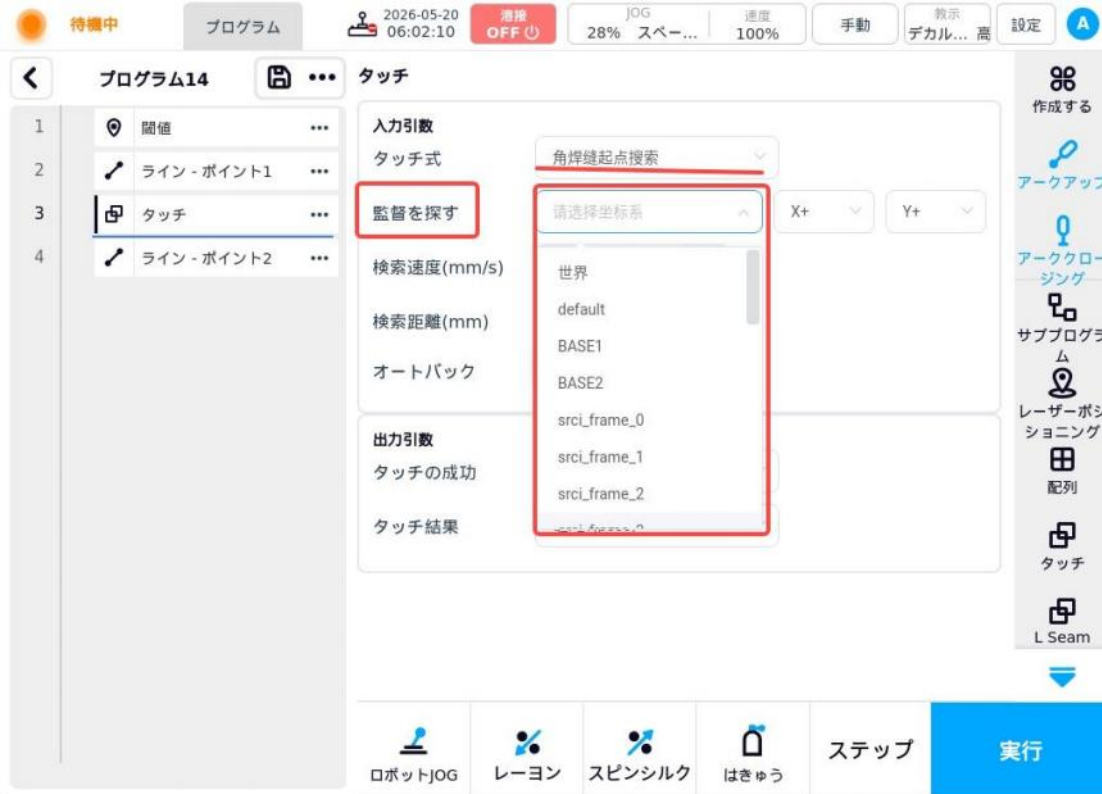 待機中
プログラム
2026-05-20
06:02:10
溶接
OFF
JOG
28% スペー...
速度
100%
手動
教示
デカル... 高
設定
A
プログラム14
タッチ
作成する
1 閾値
2 ライン - ポイント1
3 タッチ
4 ライン - ポイント2
入力引数
タッチ式
角焊缝起点搜索
監督を探す
请选择坐标系
X+
Y+
検索速度(mm/s)
検索距離(mm)
オートバック
世界
default
BASE1
BASE2
srci_frame_0
srci_frame_1
srci_frame_2
出力引数
タッチの成功
タッチ結果
アークアップ
アーククロー
ジング
サブプログラ
ム
レーザーポジ
ショニング
配列
タッチ
L Seam
ロボットJOG
レーヨン
スピンシルク
はきゅう
ステップ
実行